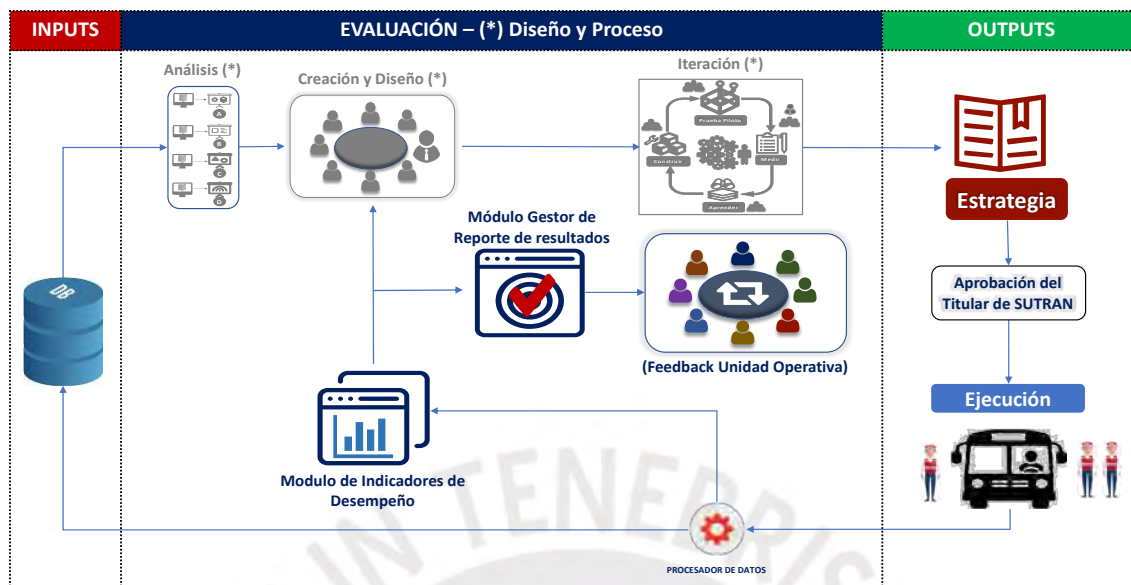 INPUTS
EVALUACIÓN – (*) Diseño y Proceso
OUTPUTS
Análisis (*)
A
B
C
D
Creación y Diseño (*)
Iteración (*)
Prueba Piloto
Construir
Medir
Aprender
Estrategia
Módulo Gestor de
Reporte de resultados
Aprobación del
Titular de SUTRAN
DB
(Feedback Unidad Operativa)
Ejecución
Modulo de Indicadores de
Desempeño
PROCESADOR DE DATOS
IN TENEBRIS